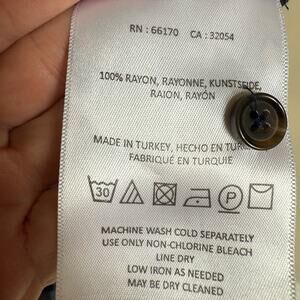 RN : 66170 CA : 32054
100% RAYON, RAYONNE, KUNSTSEIDE,
RAION, RAYÓN
MADE IN TURKEY, HECHO EN
FABRIQUÉ EN TURQUIE
30 P
MACHINE WASH COLD SEPARATELY
USE ONLY NON-CHLORINE BLEACH
LINE DRY
LOW IRON AS NEEDED
MAY BE DRY CLEANED